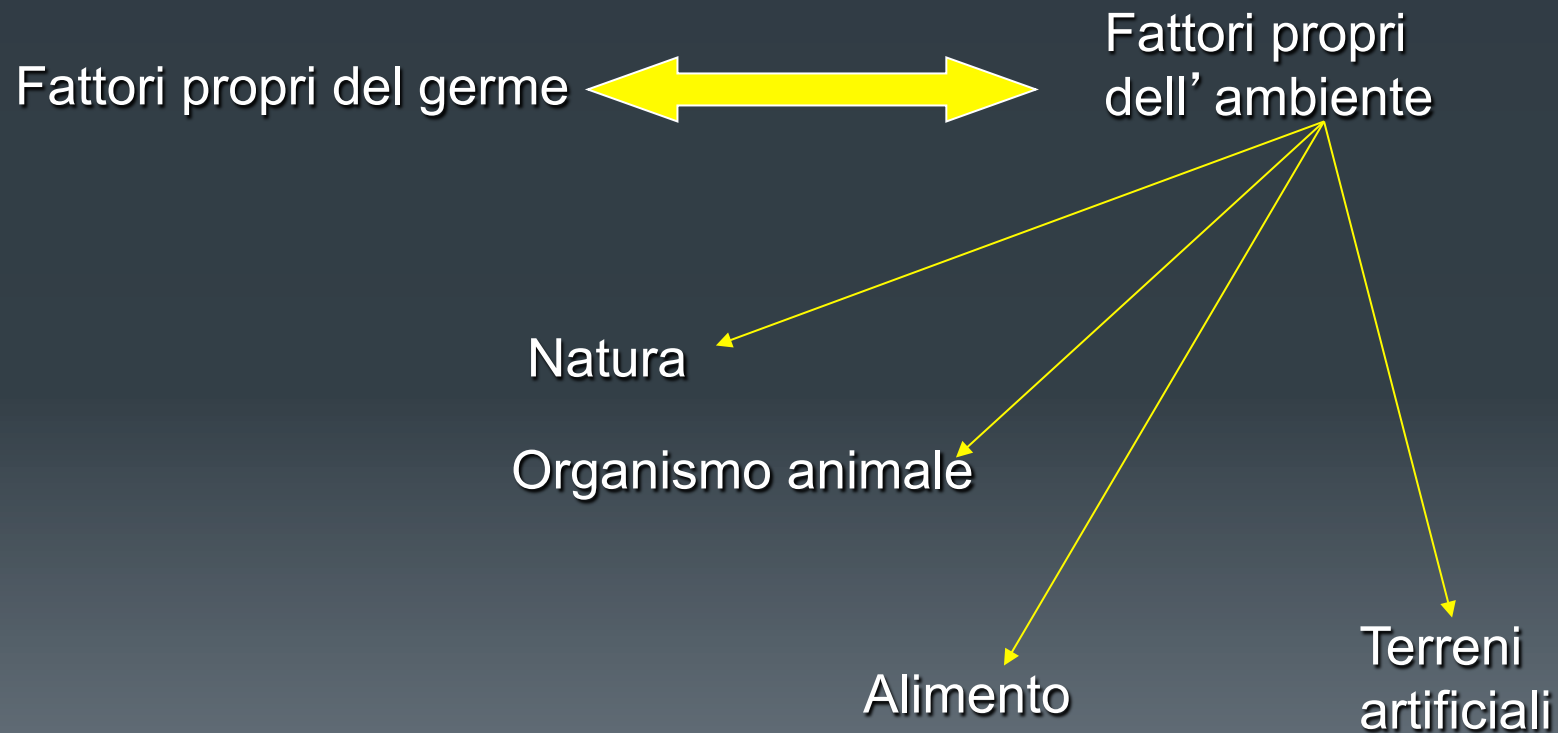 Fattori propri del germe
Fattori propri
dell’ambiente
Natura
Organismo animale
Alimento
Terreni
artificiali